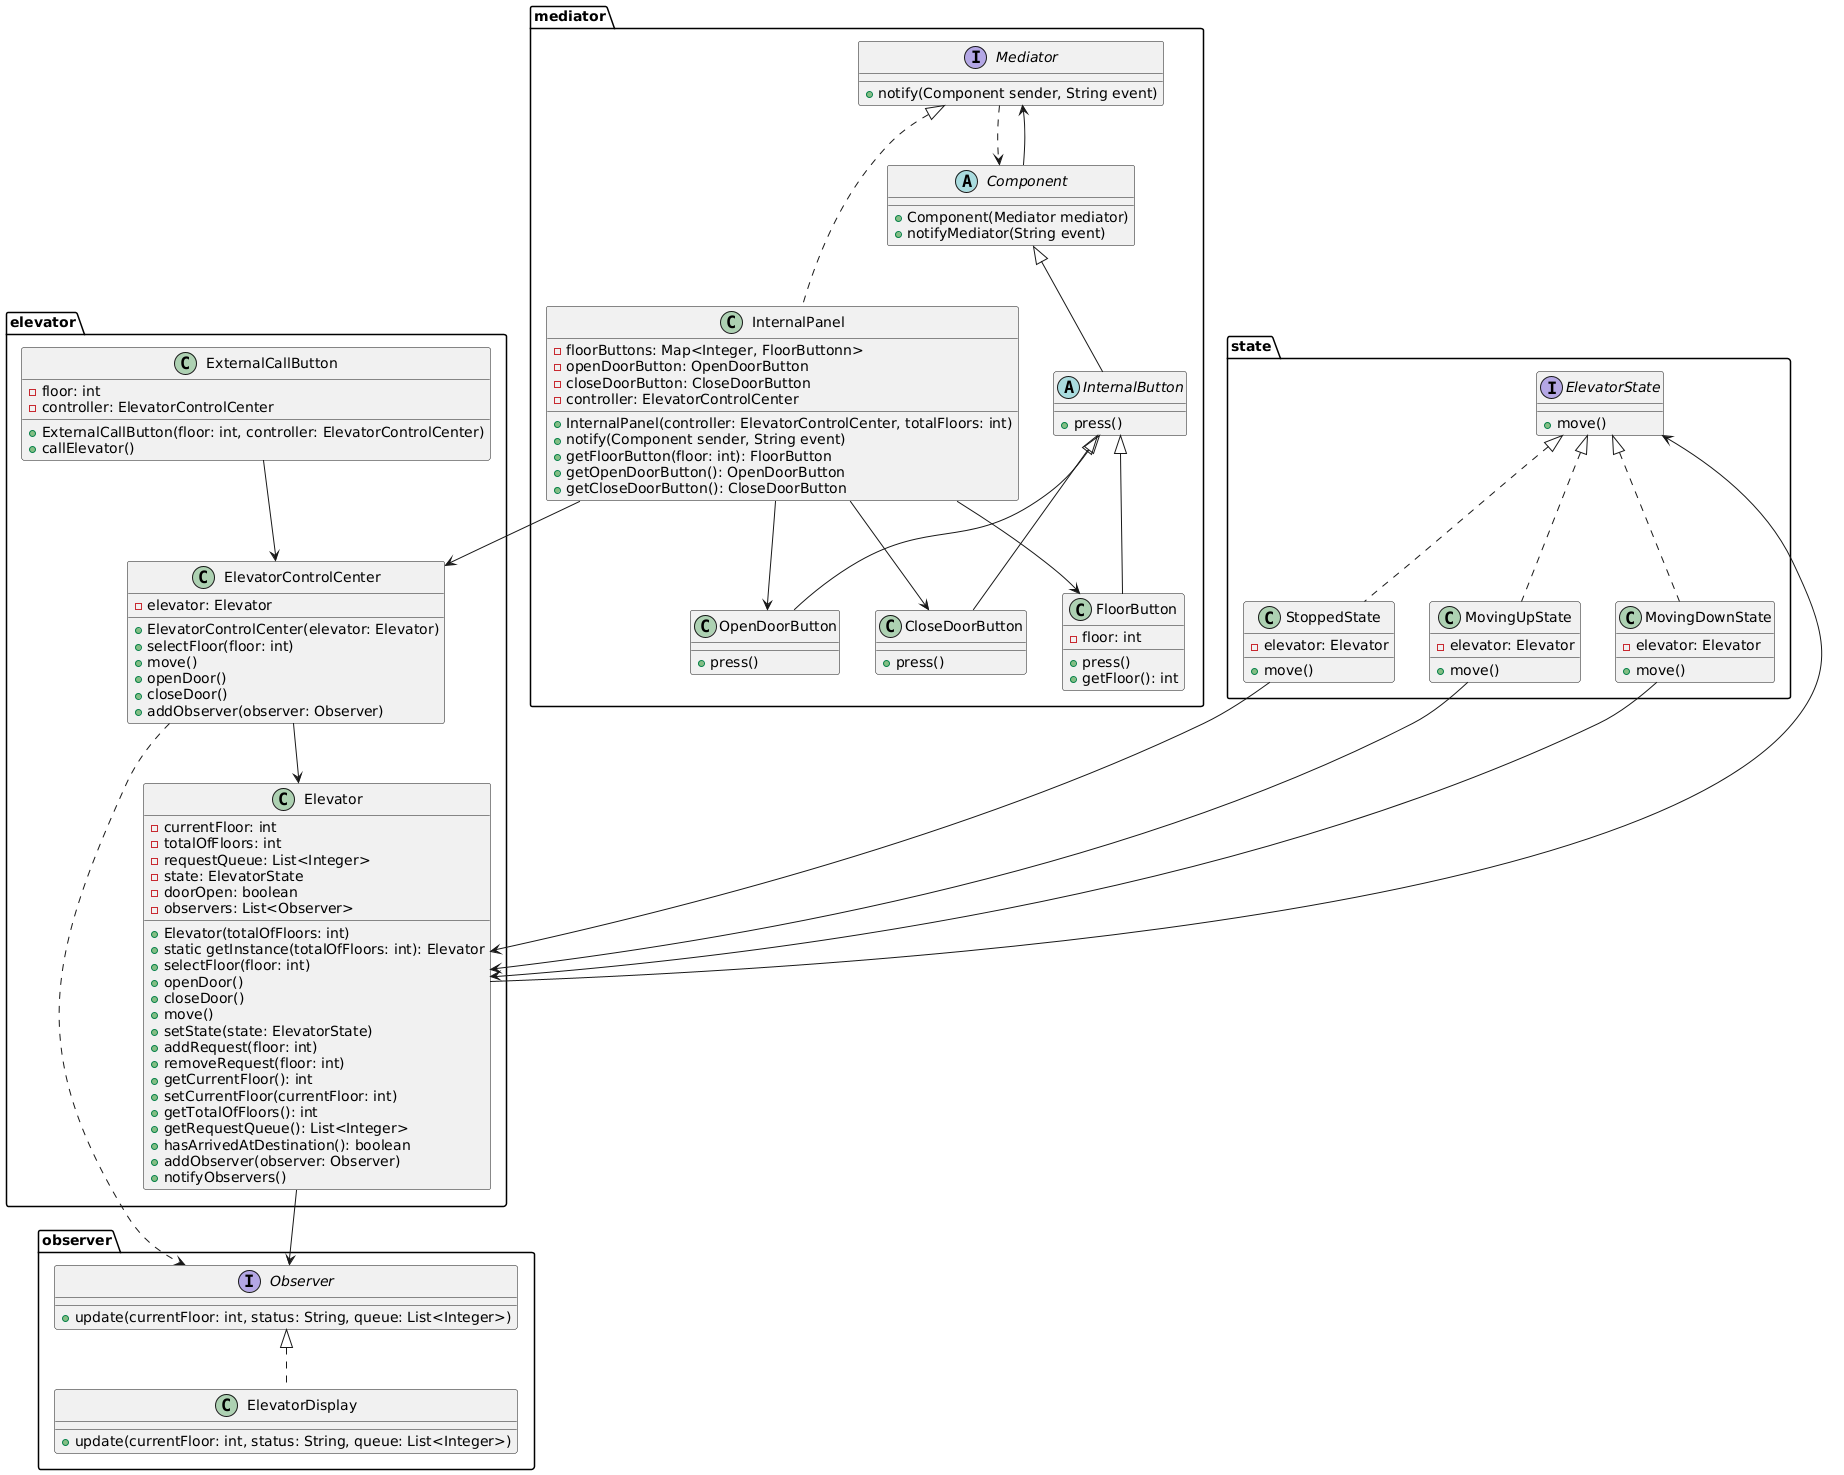 mediator
I Mediator
notify(Component sender, String event)
A Component
Component(Mediator mediator)
notifyMediator(String event)
C InternalPanel
floorButtons: Map<Integer, FloorButtonn>
openDoorButton: OpenDoorButton
closeDoorButton: CloseDoorButton
controller: ElevatorControlCenter
InternalPanel(controller: ElevatorControlCenter, totalFloors: int)
notify(Component sender, String event)
getFloorButton(floor: int): FloorButton
getOpenDoorButton(): OpenDoorButton
getCloseDoorButton(): CloseDoorButton
A InternalButton
press()
C OpenDoorButton
press()
C CloseDoorButton
press()
C FloorButton
floor: int
press()
getFloor(): int
elevator
C ExternalCallButton
floor: int
controller: ElevatorControlCenter
ExternalCallButton(floor: int, controller: ElevatorControlCenter)
callElevator()
C ElevatorControlCenter
elevator: Elevator
ElevatorControlCenter(elevator: Elevator)
selectFloor(floor: int)
move()
openDoor()
closeDoor()
addObserver(observer: Observer)
C Elevator
currentFloor: int
totalOfFloors: int
requestQueue: List<Integer>
state: ElevatorState
doorOpen: boolean
observers: List<Observer>
Elevator(totalOfFloors: int)
static getInstance(totalOfFloors: int): Elevator
selectFloor(floor: int)
openDoor()
closeDoor()
move()
setState(state: ElevatorState)
addRequest(floor: int)
removeRequest(floor: int)
getCurrentFloor(): int
setCurrentFloor(currentFloor: int)
getTotalOfFloors(): int
getRequestQueue(): List<Integer>
hasArrivedAtDestination(): boolean
addObserver(observer: Observer)
notifyObservers()
state
I ElevatorState
move()
C StoppedState
elevator: Elevator
move()
C MovingUpState
elevator: Elevator
move()
C MovingDownState
elevator: Elevator
move()
observer
I Observer
update(currentFloor: int, status: String, queue: List<Integer>)
C ElevatorDisplay
update(currentFloor: int, status: String, queue: List<Integer>)